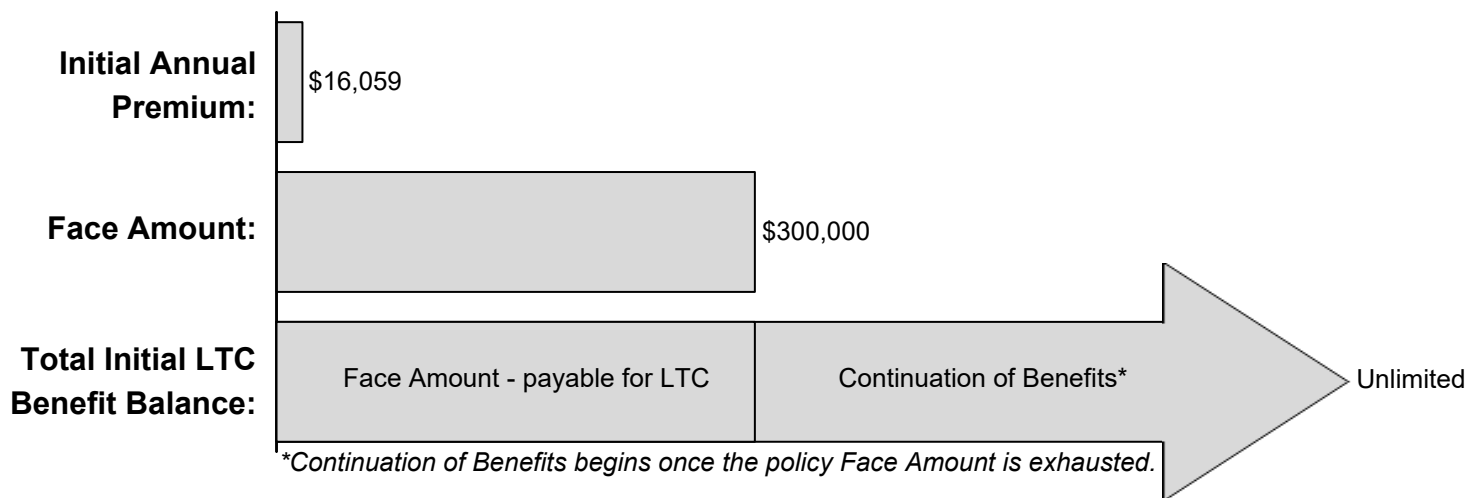 Initial Annual
Premium:
$16,059
Face Amount:
$300,000
Total Initial LTC
Benefit Balance:
Face Amount - payable for LTC
Continuation of Benefits*
Unlimited
*Continuation of Benefits begins once the policy Face Amount is exhausted.